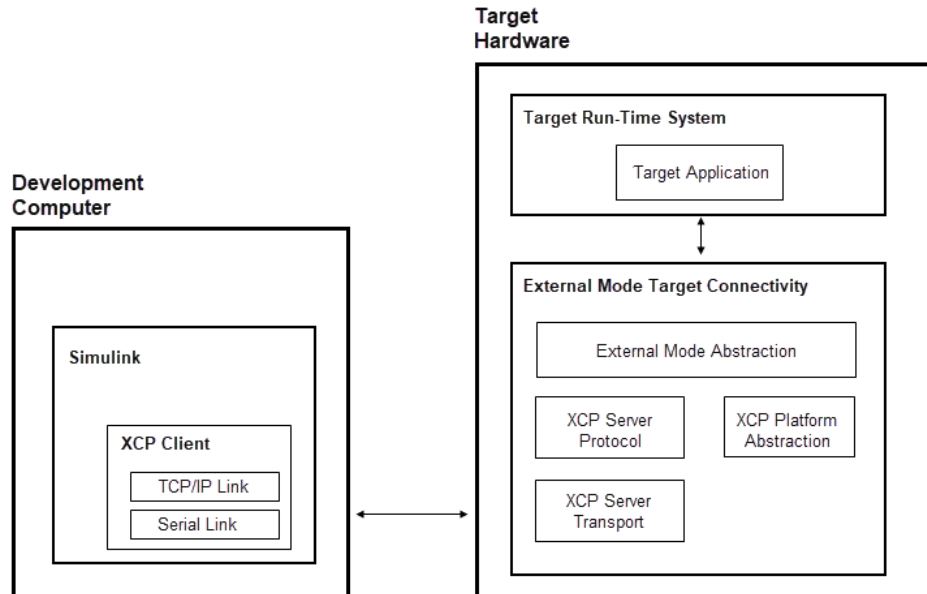 Target
Hardware
Target Run-Time System
Target Application
Development
Computer
External Mode Target Connectivity
External Mode Abstraction
Simulink
XCP Server
Protocol
XCP Platform
Abstraction
XCP Client
TCP/IP Link
Serial Link
XCP Server
Transport